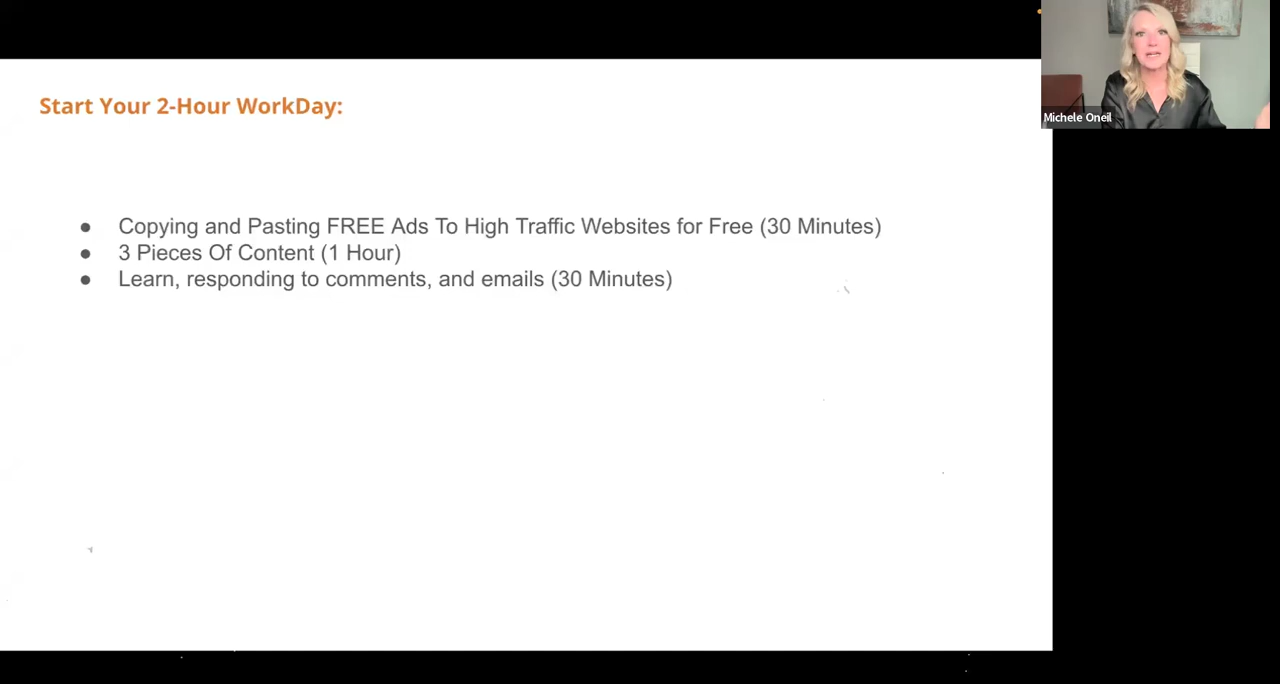 Start Your 2-Hour WorkDay:
● Copying and Pasting FREE Ads To High Traffic Websites for Free (30 Minutes)
● 3 Pieces Of Content (1 Hour)
● Learn, responding to comments, and emails (30 Minutes)
Michele Oneil